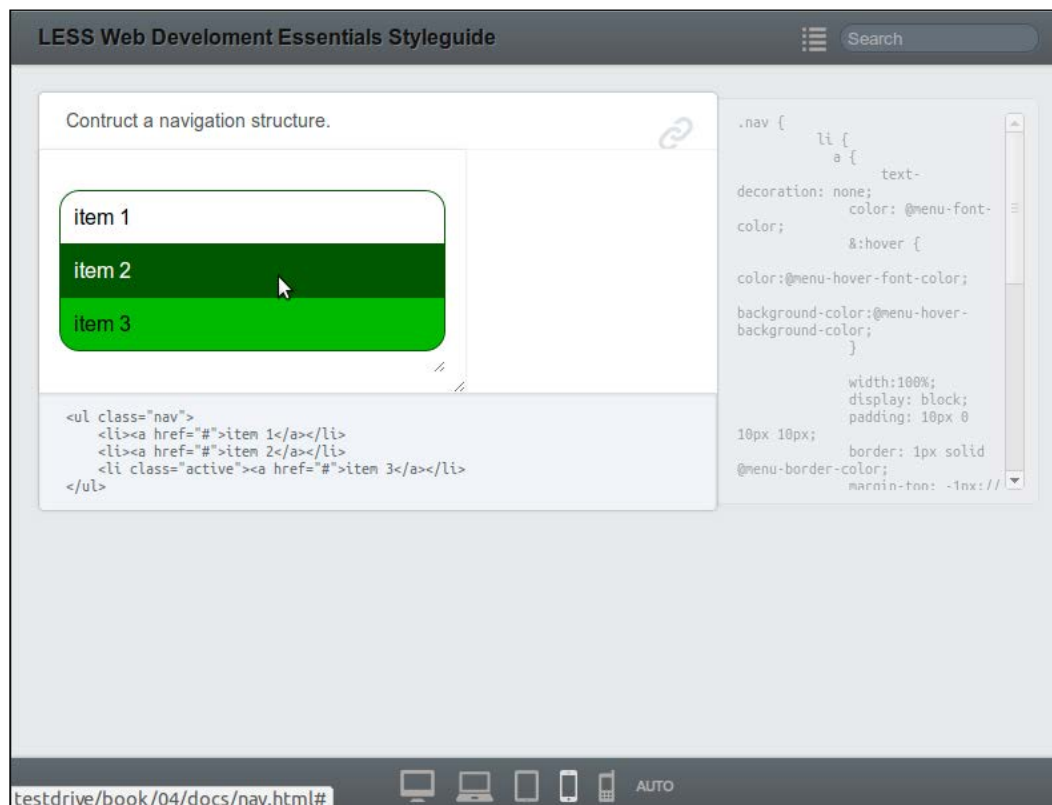 LESS Web Develoment Essentials Styleguide
Search
Contruct a navigation structure.
item 1
item 2
item 3
<ul class="nav">
    <li><a href="#">item 1</a></li>
    <li><a href="#">item 2</a></li>
    <li class="active"><a href="#">item 3</a></li>
</ul>
.nav {
li {
a {
text-
decoration: none;
color: @menu-font-
color;
&:hover {
color:@menu-hover-font-color;
background-color:@menu-hover-
background-color;
}
width:100%;
display: block;
padding: 10px 0
10px 10px;
border: 1px solid
@menu-border-color;
margin-top: -1px;//
AUTO
testdrive/book/04/docs/nav.html#